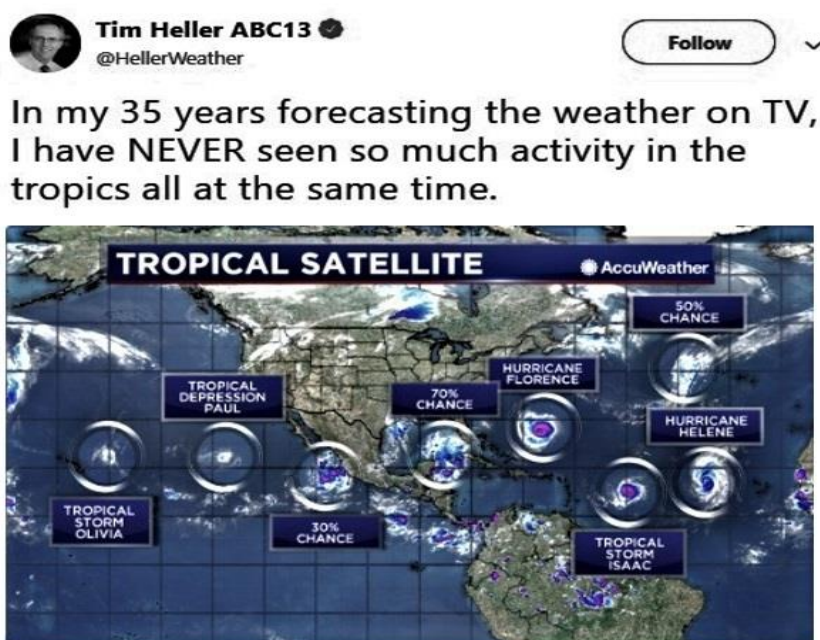 Tim Heller ABC13
@HellerWeather
Follow
In my 35 years forecasting the weather on TV,
I have NEVER seen so much activity in the
tropics all at the same time.
TROPICAL SATELLITE
AccuWeather
50%
CHANCE
HURRICANE
FLORENCE
TROPICAL
DEPRESSION
PAUL
70%
CHANCE
HURRICANE
HELENE
TROPICAL
STORM
OLIVIA
30%
CHANCE
TROPICAL
STORM
ISAAC